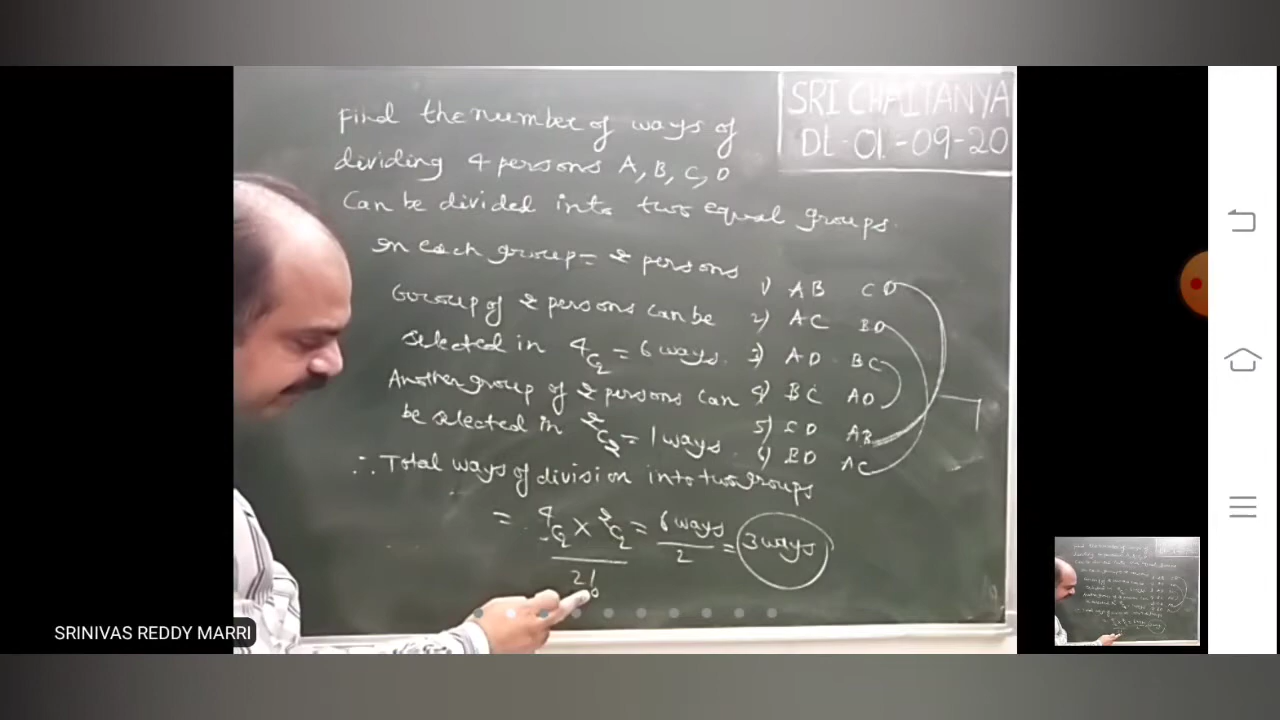 SRI CHAITANYA
Dt-01-09-20
Find the number of ways of
dividing 4 persons A, B, C, D
Can be divided into two equal groups.
In each group = 2 persons
Group of 2 persons can be
selected in 4C2 = 6 ways.
Another group of 2 persons can
be selected in 2C2 = 1 ways.
∴ Total ways of division into two groups
= 4C2 × 2C2 / 2! = 6 ways / 2 = 3 ways
1) AB CD
2) AC BD
3) AD BC
4) BC AD
5) CD AB
6) BD AC
SRINIVAS REDDY MARRI